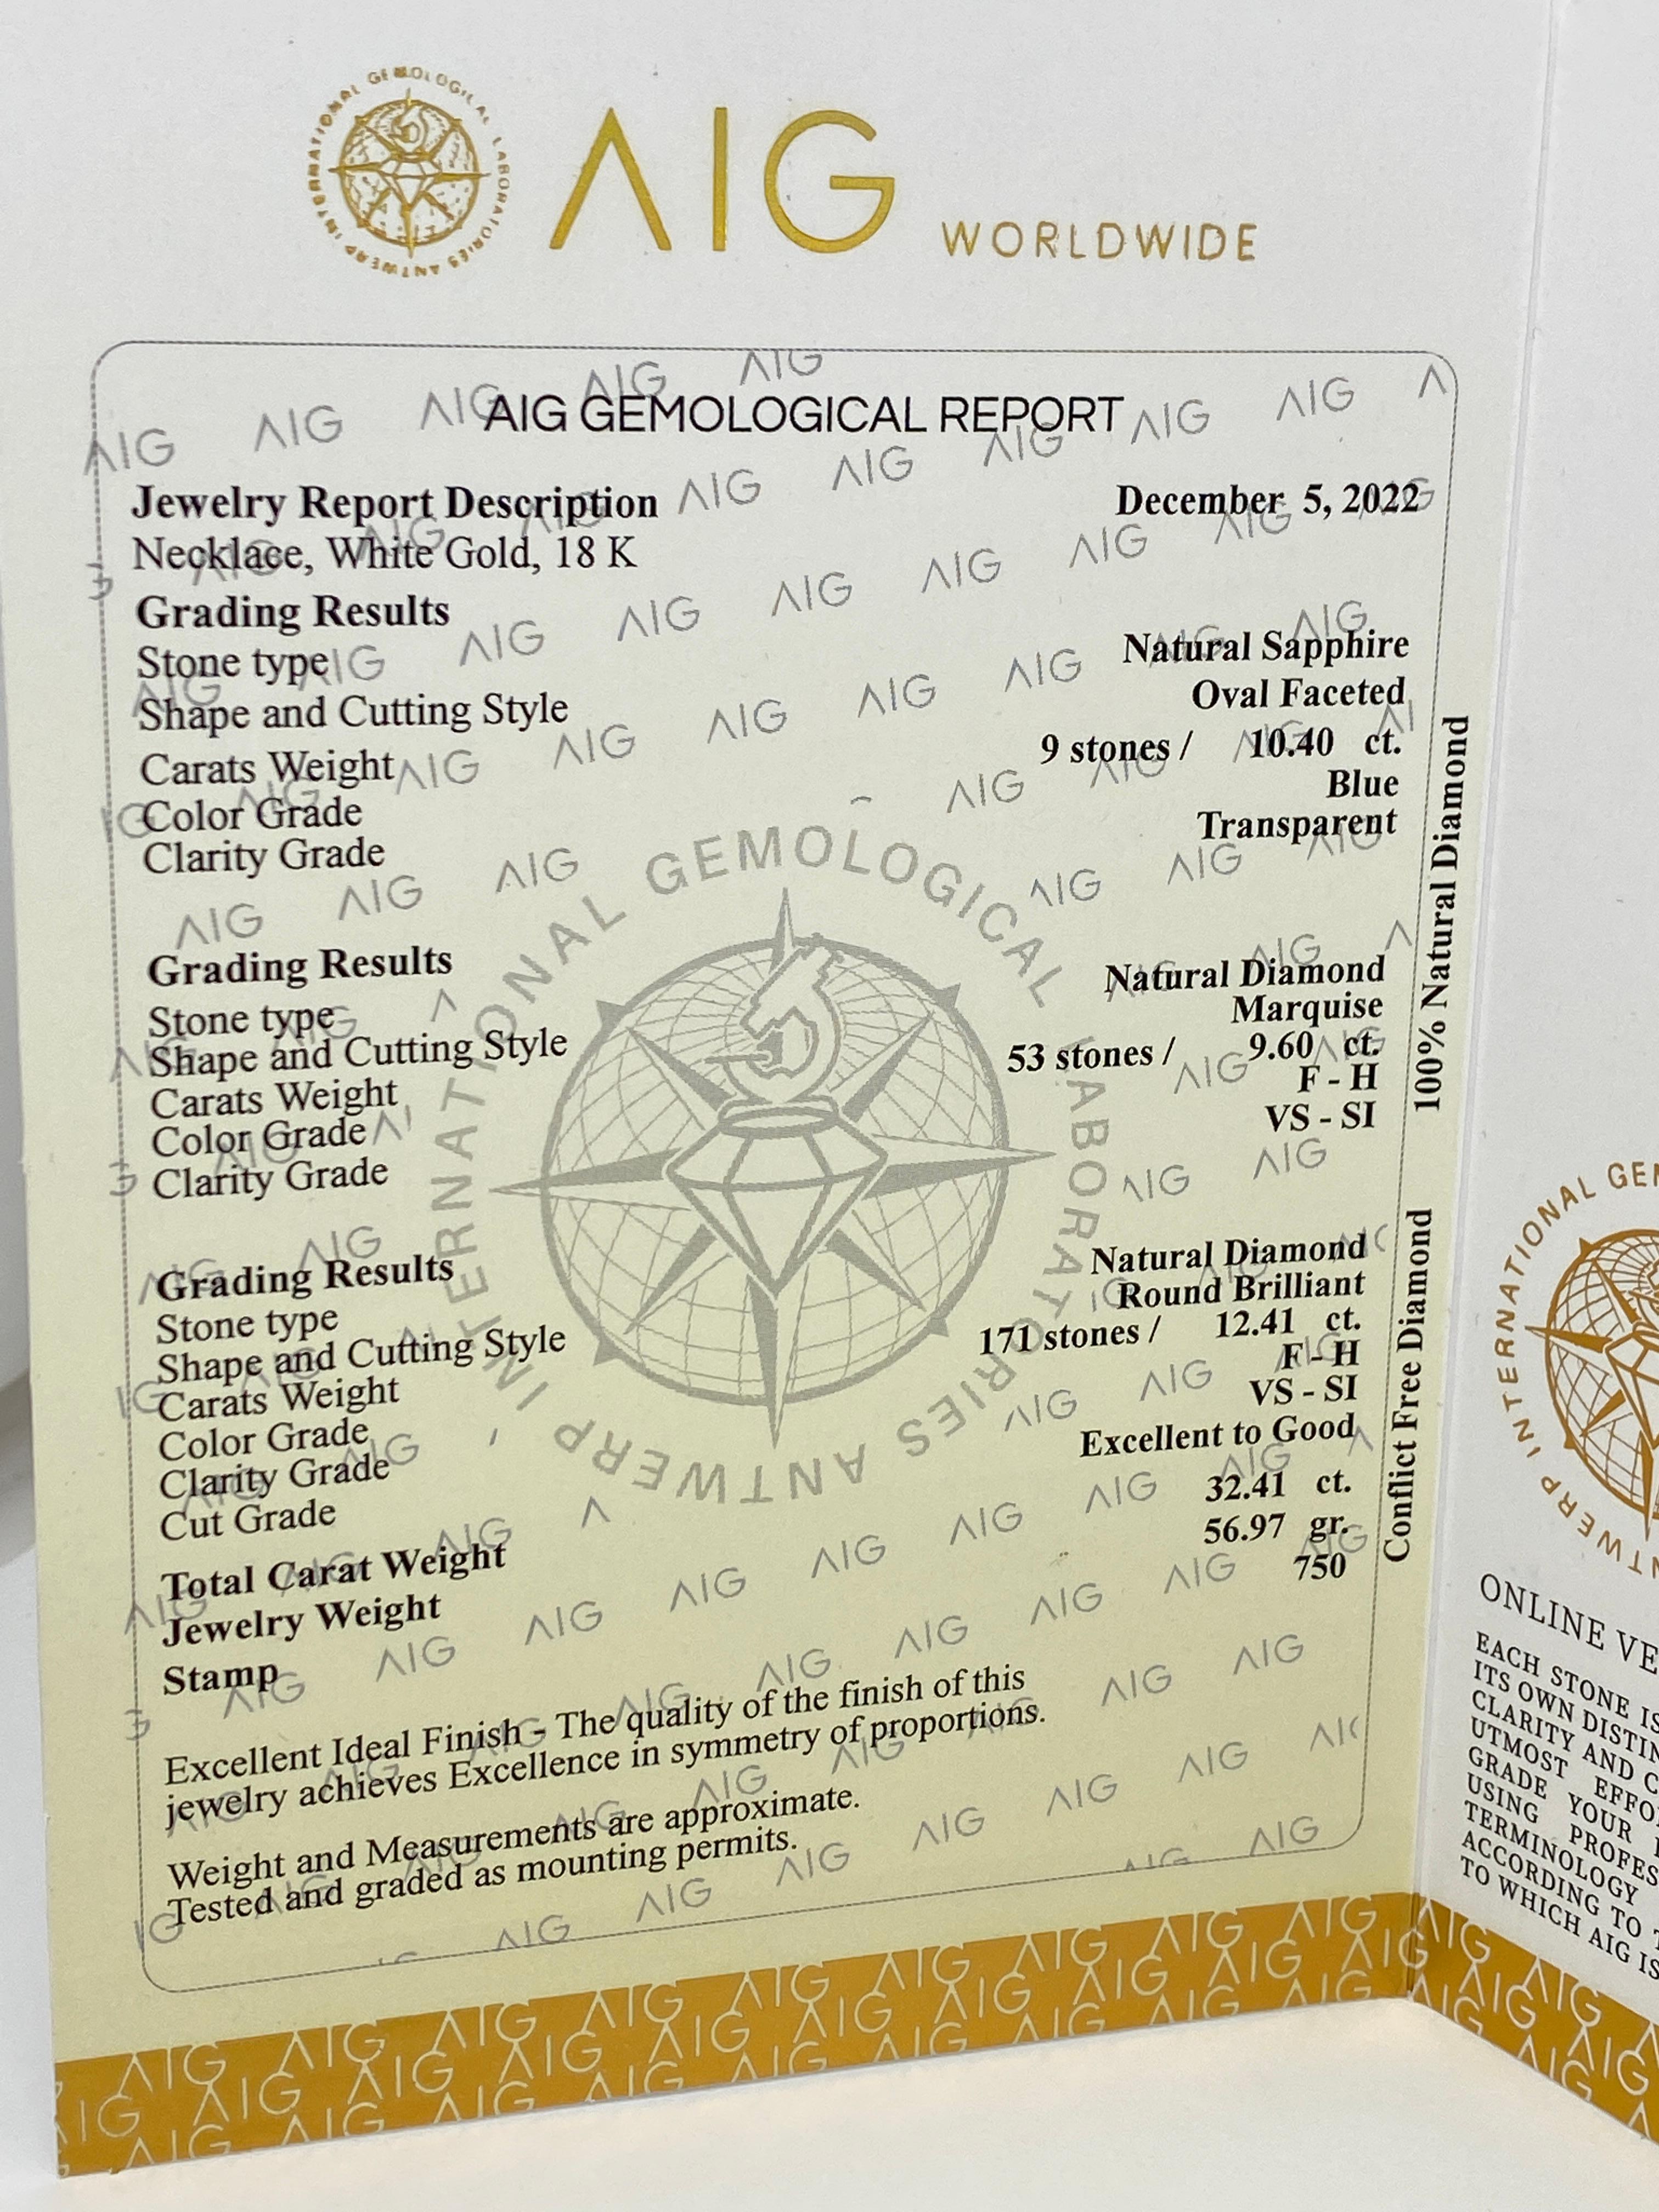 INTERNATIONAL GEMOLOGICAL LABORATORIES ANTWERP
AIG WORLDWIDE
AIG GEMOLOGICAL REPORT
Jewelry Report Description December 5, 2022
Necklace, White Gold, 18 K
Grading Results
Stone type Natural Sapphire
Shape and Cutting Style Oval Faceted
Carats Weight 9 stones / 10.40 ct.
Color Grade Blue
Clarity Grade Transparent
Grading Results
Stone type Natural Diamond
Shape and Cutting Style Marquise
Carats Weight 53 stones / 9.60 ct.
Color Grade F - H
Clarity Grade VS - SI
Grading Results
Stone type Natural Diamond
Shape and Cutting Style Round Brilliant
Carats Weight 171 stones / 12.41 ct.
Color Grade F - H
Clarity Grade VS - SI
Cut Grade Excellent to Good
Total Carat Weight 32.41 ct.
Jewelry Weight 56.97 gr.
Stamp 750
Excellent Ideal Finish - The quality of the finish of this
jewelry achieves Excellence in symmetry of proportions.
Weight and Measurements are approximate.
Tested and graded as mounting permits.
100% Natural Diamond
Conflict Free Diamond
INTERNATIONAL GEMOLOGICAL LABORATORIES ANTWERP
INTERNATIONAL
ONLINE
EACH STONE
ITS OWN
CLARITY AND
UTMOST
GRADE YOUR
USING
TERMINOLOGY
ACCORDING TO
TO WHICH AIG